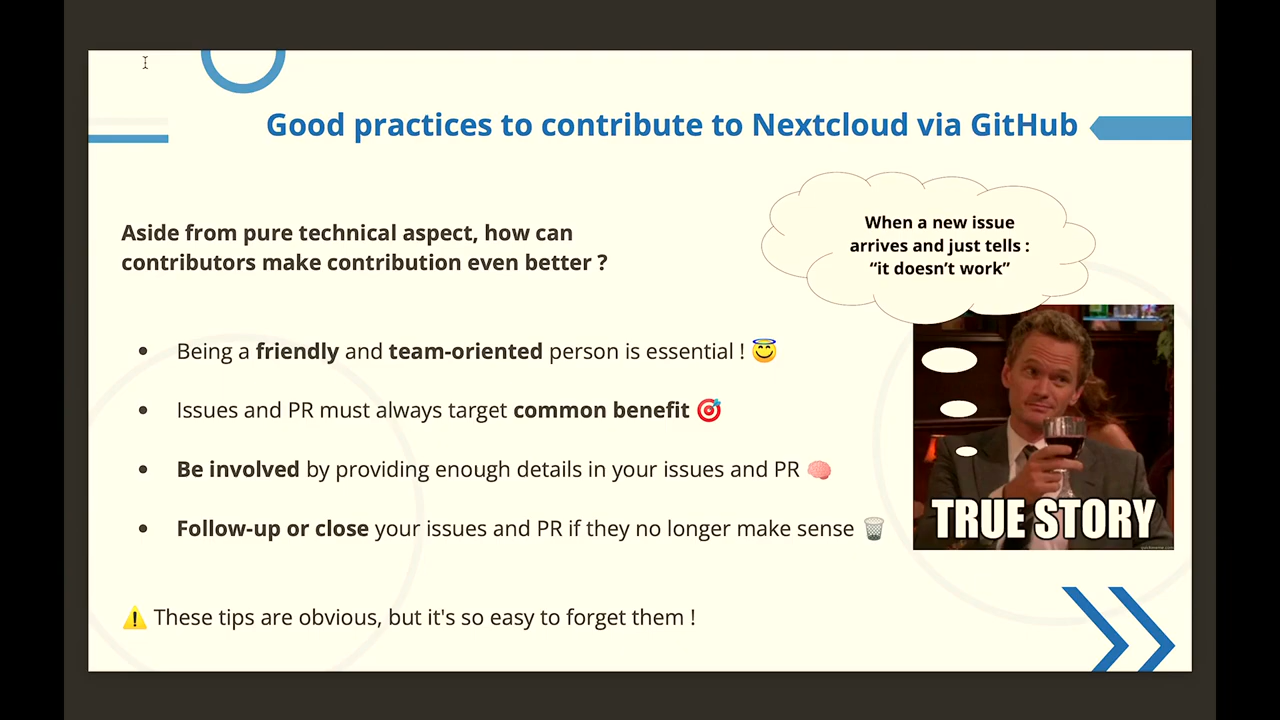 Good practices to contribute to Nextcloud via GitHub
Aside from pure technical aspect, how can
contributors make contribution even better ?
When a new issue
arrives and just tells :
“it doesn’t work”
Being a friendly and team-oriented person is essential ! 😇
Issues and PR must always target common benefit 🎯
Be involved by providing enough details in your issues and PR 🧠
Follow-up or close your issues and PR if they no longer make sense 🗑️
TRUE STORY
⚠️ These tips are obvious, but it's so easy to forget them !